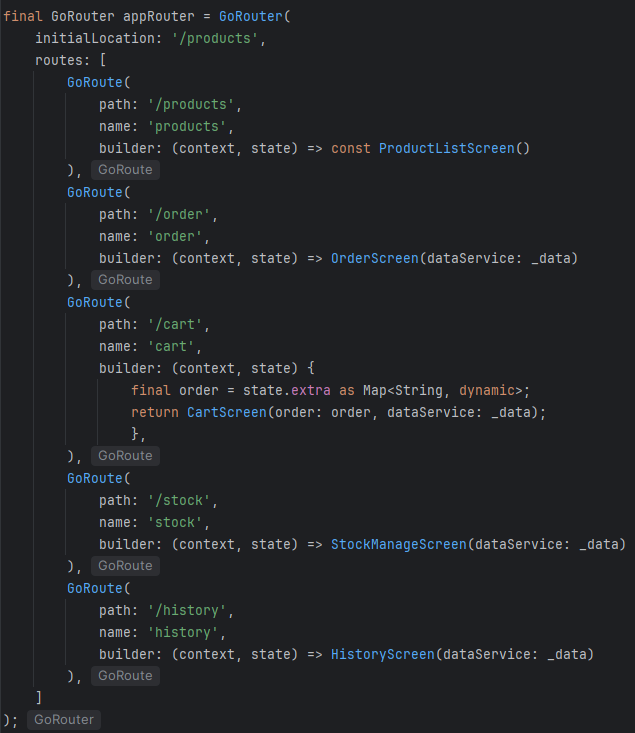 final GoRouter appRouter = GoRouter(
    initialLocation: '/products',
    routes: [
        GoRoute(
            path: '/products',
            name: 'products',
            builder: (context, state) => const ProductListScreen()
        ), GoRoute
        GoRoute(
            path: '/order',
            name: 'order',
            builder: (context, state) => OrderScreen(dataService: _data)
        ), GoRoute
        GoRoute(
            path: '/cart',
            name: 'cart',
            builder: (context, state) {
                final order = state.extra as Map<String, dynamic>;
                return CartScreen(order: order, dataService: _data);
                },
        ), GoRoute
        GoRoute(
            path: '/stock',
            name: 'stock',
            builder: (context, state) => StockManageScreen(dataService: _data)
        ), GoRoute
        GoRoute(
            path: '/history',
            name: 'history',
            builder: (context, state) => HistoryScreen(dataService: _data)
        ), GoRoute
    ]
); GoRouter